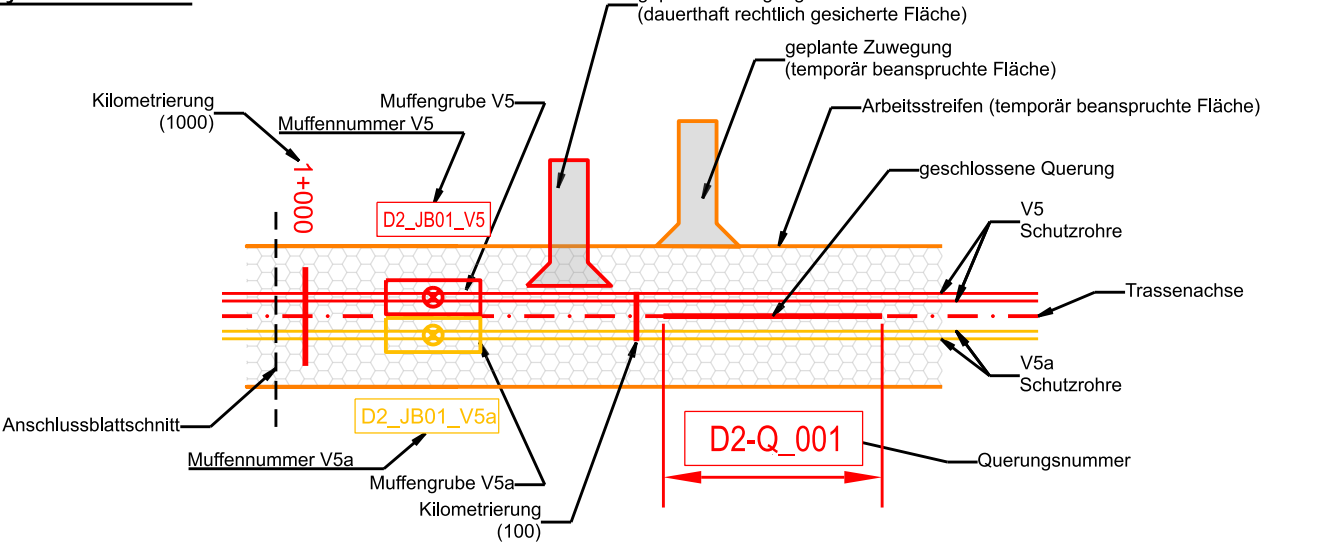 (dauerthaft rechtlich gesicherte Fläche)
geplante Zuwegung
(temporär beanspruchte Fläche)
Kilometrierung
(1000)
Muffengrube V5
Arbeitsstreifen (temporär beanspruchte Fläche)
Muffennummer V5
1+000
geschlossene Querung
D2_JB01_V5
V5
Schutzrohre
Trassenachse
V5a
Schutzrohre
D2_JB01_V5a
Anschlussblattschnitt
D2-Q_001
Muffennummer V5a
Querungsnummer
Muffengrube V5a
Kilometrierung
(100)